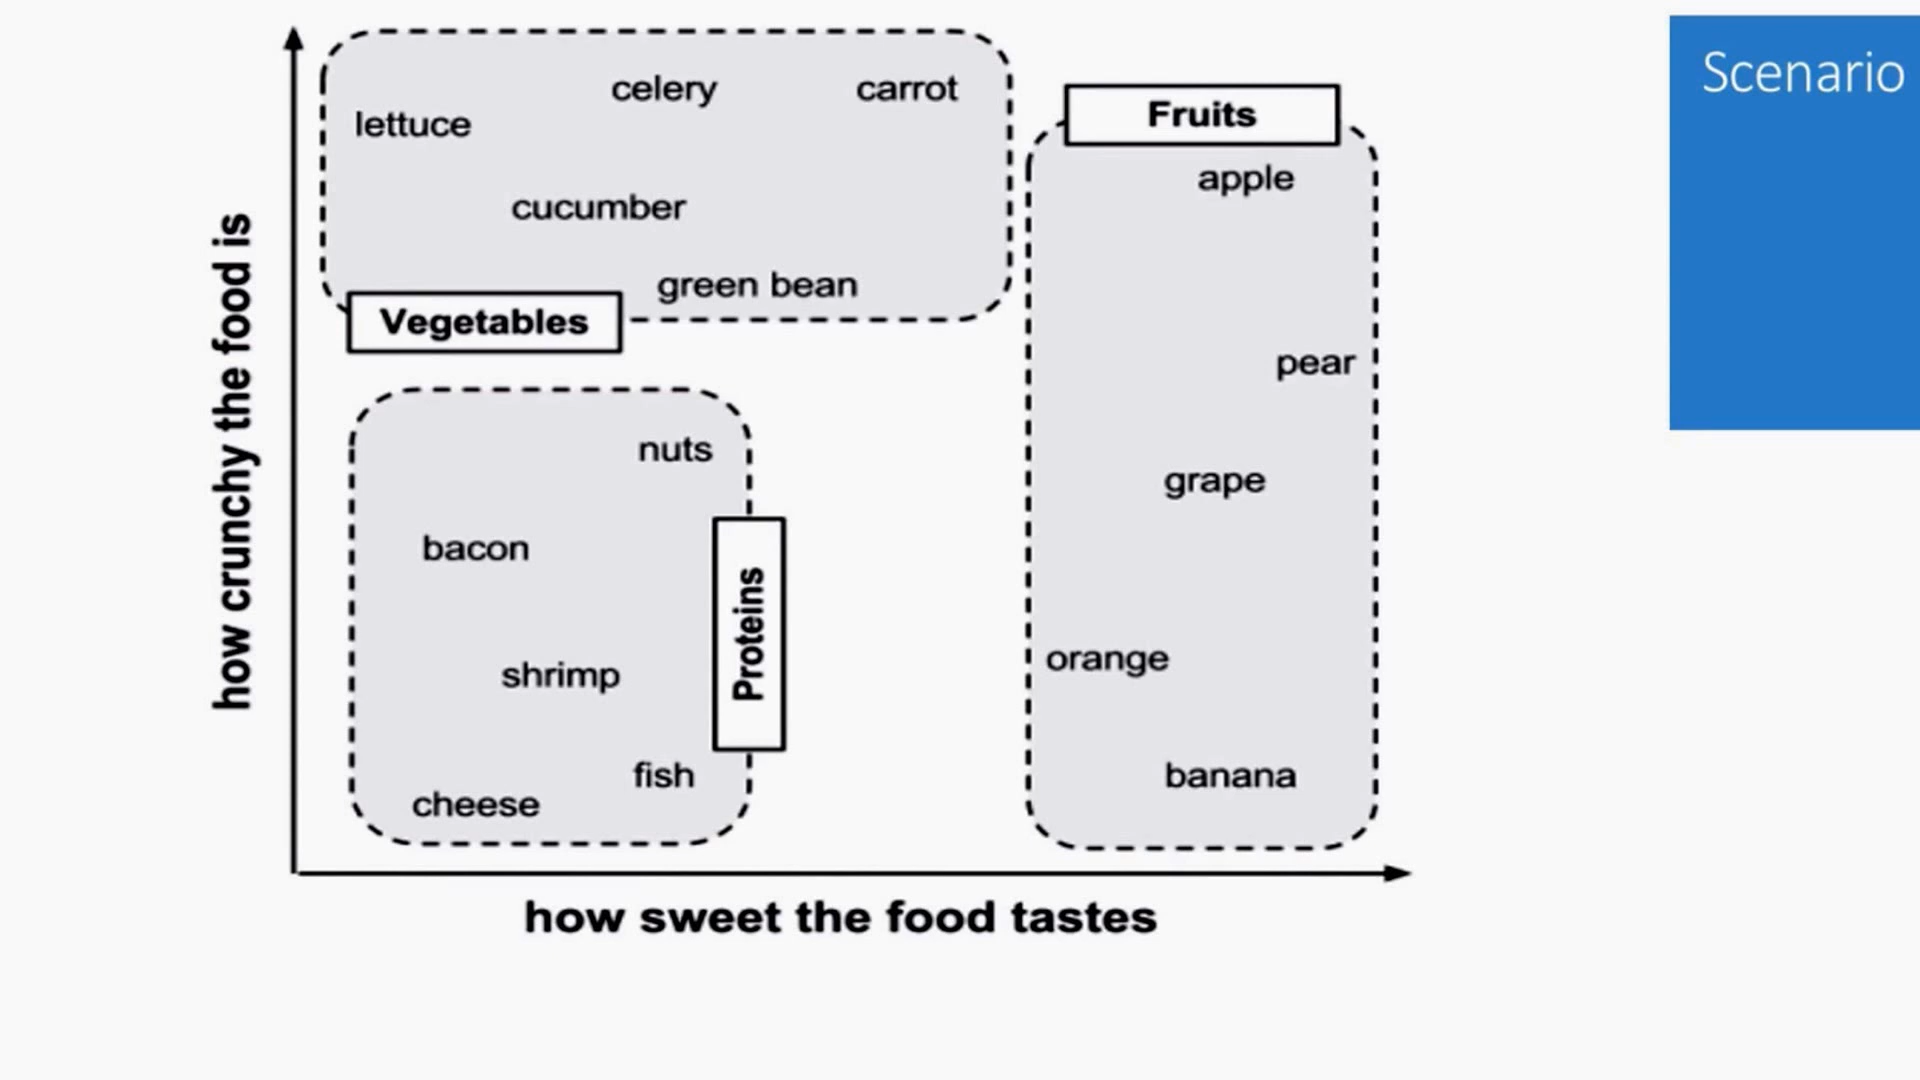 Scenario
celery
carrot
lettuce
Fruits
apple
cucumber
green bean
Vegetables
pear
nuts
grape
bacon
Proteins
shrimp
orange
fish
banana
cheese
how crunchy the food is
how sweet the food tastes